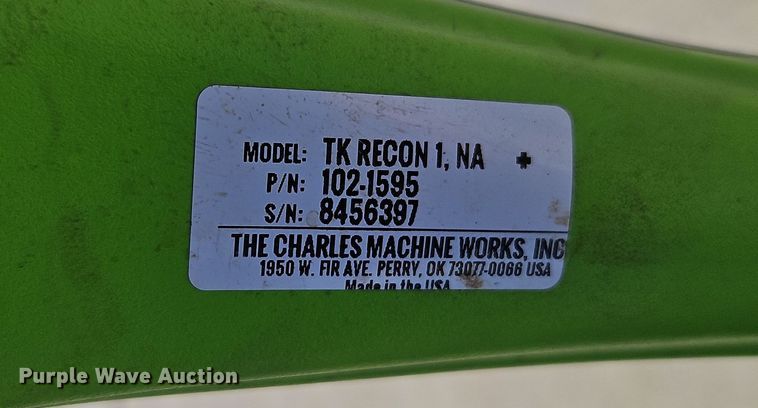 MODEL: TK RECON 1, NA +
P/N: 102-1595
S/N: 8456397
THE CHARLES MACHINE WORKS, INC
1950 W. FIR AVE. PERRY, OK 73077-0066 USA
Made in the USA
Purple Wave Auction